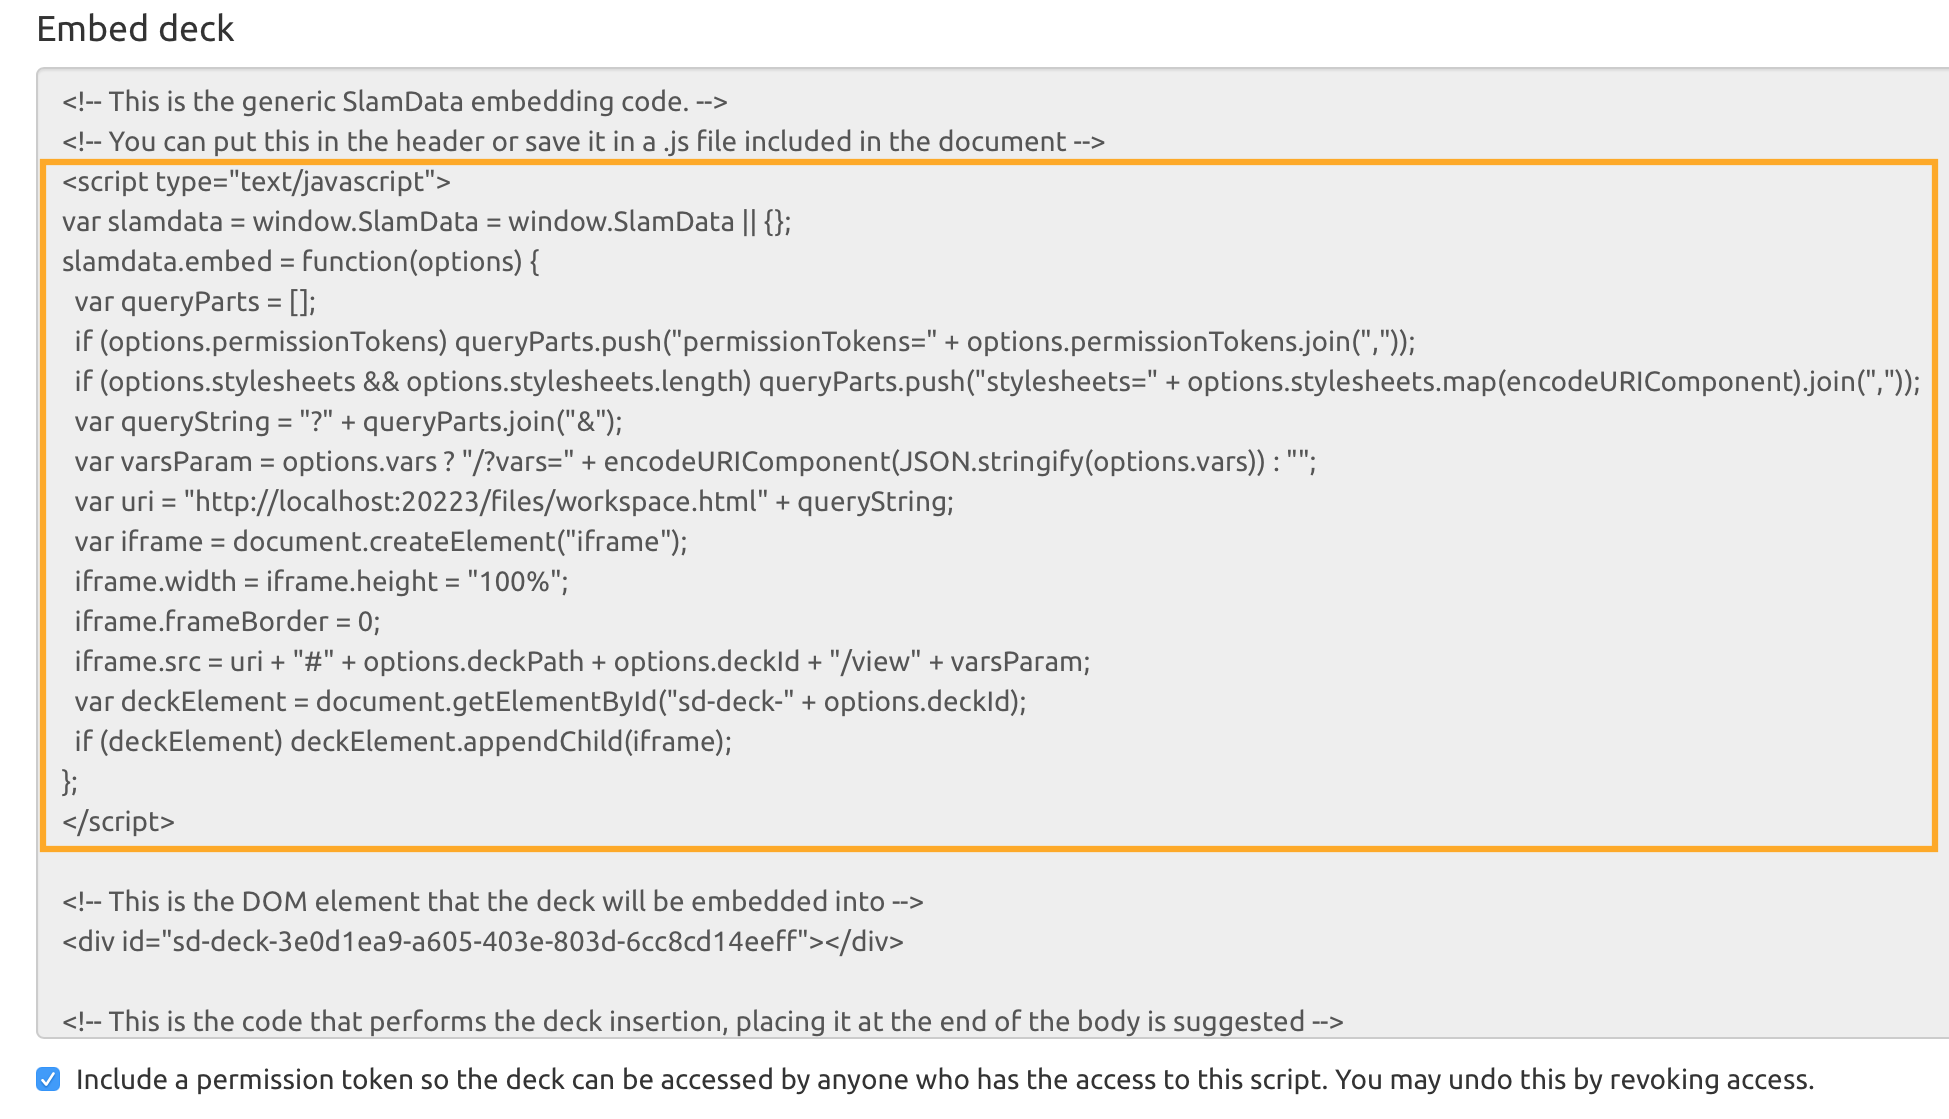 Embed deck
<!-- This is the generic SlamData embedding code. -->
<!-- You can put this in the header or save it in a .js file included in the document -->
<script type="text/javascript">
var slamdata = window.SlamData = window.SlamData || {};
slamdata.embed = function(options) {
  var queryParts = [];
  if (options.permissionTokens) queryParts.push("permissionTokens=" + options.permissionTokens.join(","));
  if (options.stylesheets && options.stylesheets.length) queryParts.push("stylesheets=" + options.stylesheets.map(encodeURIComponent).join(","));
  var queryString = "?" + queryParts.join("&");
  var varsParam = options.vars ? "/?vars=" + encodeURIComponent(JSON.stringify(options.vars)) : "";
  var uri = "http://localhost:20223/files/workspace.html" + queryString;
  var iframe = document.createElement("iframe");
  iframe.width = iframe.height = "100%";
  iframe.frameBorder = 0;
  iframe.src = uri + "#" + options.deckPath + options.deckId + "/view" + varsParam;
  var deckElement = document.getElementById("sd-deck-" + options.deckId);
  if (deckElement) deckElement.appendChild(iframe);
};
</script>
<!-- This is the DOM element that the deck will be embedded into -->
<div id="sd-deck-3e0d1ea9-a605-403e-803d-6cc8cd14eeff"></div>
<!-- This is the code that performs the deck insertion, placing it at the end of the body is suggested -->
Include a permission token so the deck can be accessed by anyone who has the access to this script. You may undo this by revoking access.